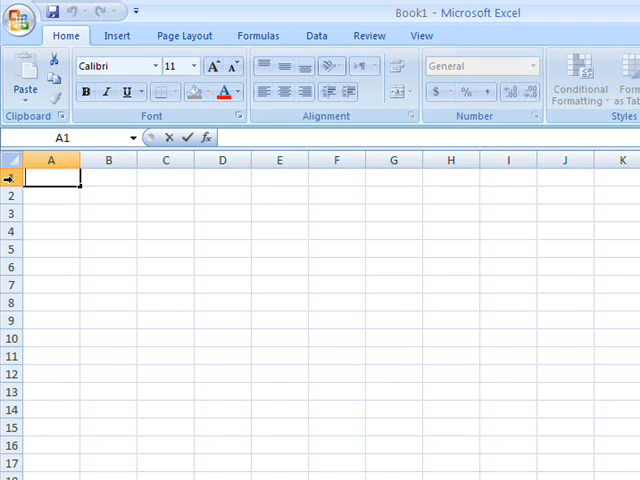 Book1 - Microsoft Excel
Home Insert Page Layout Formulas Data Review View
Paste
Calibri 11
General
B I U A $ % ,
Conditional Formatting
Form
as Tab
Clipboard Font Alignment Number Styles
A1 fx
A B C D E F G H I J K
2
3
4
5
6
7
8
9
10
11
12
13
14
15
16
17